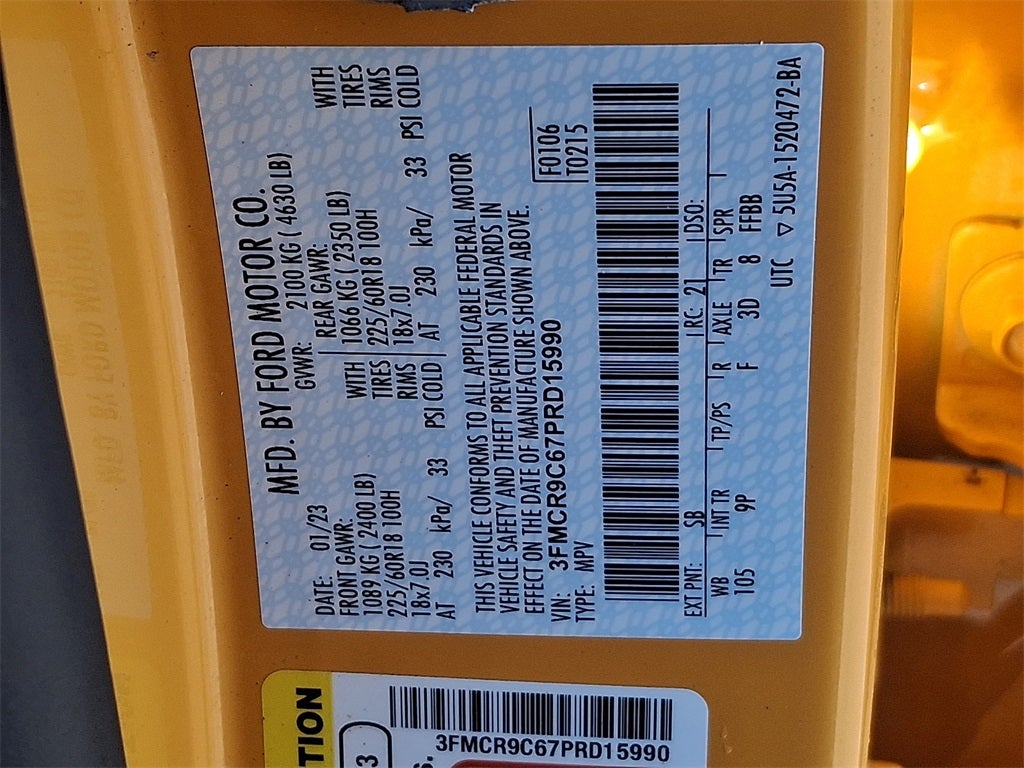 MFD. BY FORD MOTOR CO.
DATE: 01/23 GVWR: 2100 KG ( 4630 LB)
FRONT GAWR: REAR GAWR:
1089 KG ( 2400 LB) WITH 1066 KG ( 2350 LB) WITH
225/60R18 100H TIRES 225/60R18 100H TIRES
18x7.0J RIMS 18x7.0J RIMS
AT 230 kPa/ 33 PSI COLD AT 230 kPa/ 33 PSI COLD
THIS VEHICLE CONFORMS TO ALL APPLICABLE FEDERAL MOTOR
VEHICLE SAFETY AND THEFT PREVENTION STANDARDS IN
EFFECT ON THE DATE OF MANUFACTURE SHOWN ABOVE.
VIN: 3FMCR9C67PRD15990 F0106
TYPE: MPV T0215
EXT PNT: SB RC: 21 DSO:
WB INT TR TP/PS R AXLE TR SPR
105 9P F 3D 8 FFBB
UTC ▽ 5U5A-1520472-BA
TION
3
S.
3FMCR9C67PRD15990